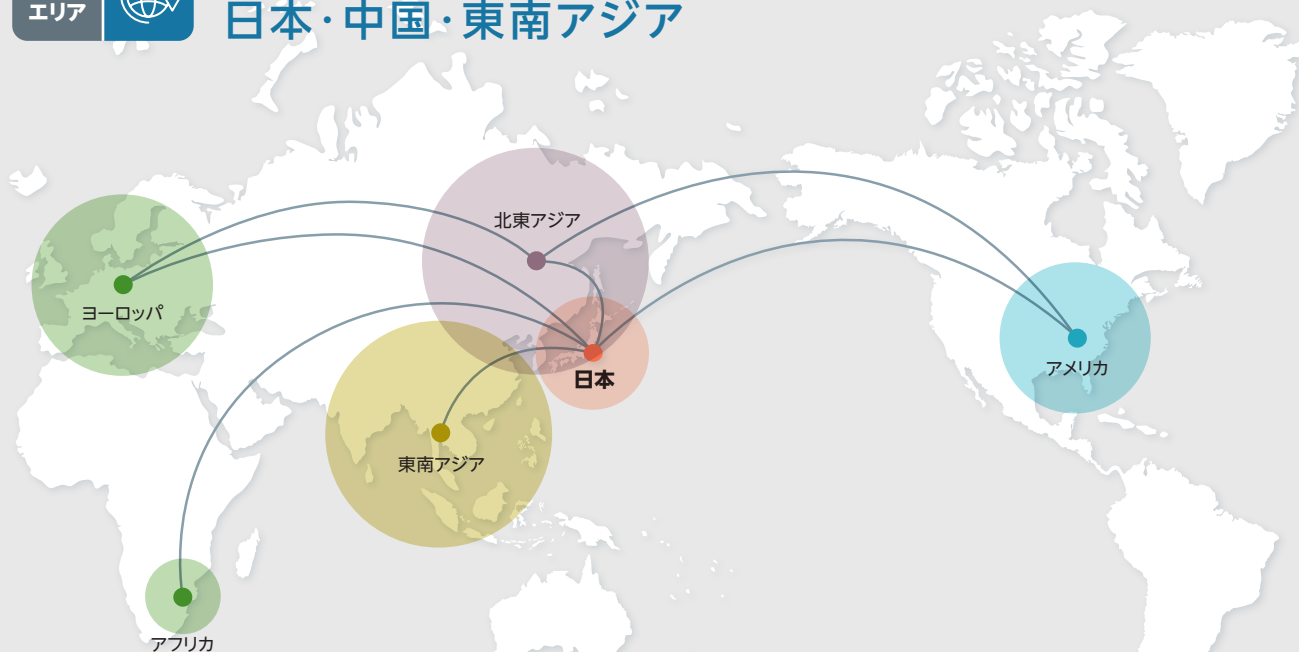 エリア
日本・中国・東南アジア
北東アジア
ヨーロッパ
アメリカ
日本
東南アジア
アフリカ